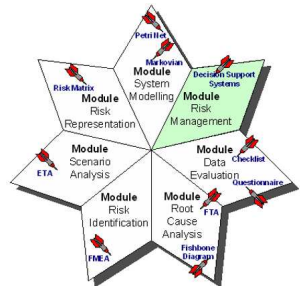 Petri Net
Markovian
Module
System
Modelling
Decision Support
Systems
Module
Risk
Management
Risk Matrix
Module
Risk
Representation
ETA
Module
Scenario
Analysis
Module
Data
Evaluation
Checklist
Questionnaire
Module
Risk
Identification
FMEA
Module
Root
Cause
Analysis
FTA
Fishbone
Diagram